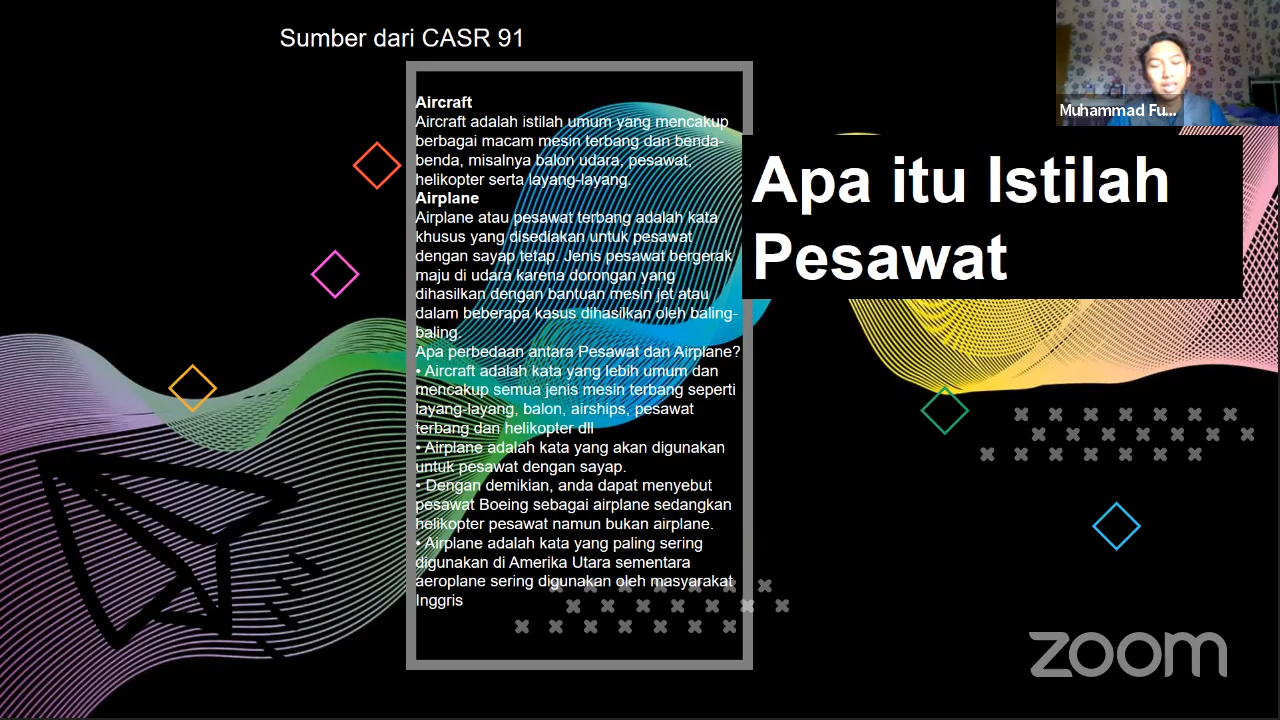 Sumber dari CASR 91
Aircraft
Aircraft adalah istilah umum yang mencakup
berbagai macam mesin terbang dan benda-
benda, misalnya balon udara, pesawat,
helikopter serta layang-layang.
Airplane
Airplane atau pesawat terbang adalah kata
khusus yang disediakan untuk pesawat
dengan sayap tetap. Jenis pesawat bergerak
maju di udara karena dorongan yang
dihasilkan dengan bantuan mesin jet atau
dalam beberapa kasus dihasilkan oleh baling-
baling.
Apa perbedaan antara Pesawat dan Airplane?
• Aircraft adalah kata yang lebih umum dan
mencakup semua jenis mesin terbang seperti
layang-layang, balon, airships, pesawat
terbang dan helikopter dll
• Airplane adalah kata yang akan digunakan
untuk pesawat dengan sayap.
• Dengan demikian, anda dapat menyebut
pesawat Boeing sebagai airplane sedangkan
helikopter pesawat namun bukan airplane.
• Airplane adalah kata yang paling sering
digunakan di Amerika Utara sementara
aeroplane sering digunakan oleh masyarakat
Inggris
Apa itu Istilah
Pesawat
Muhammad Fu...
zoom